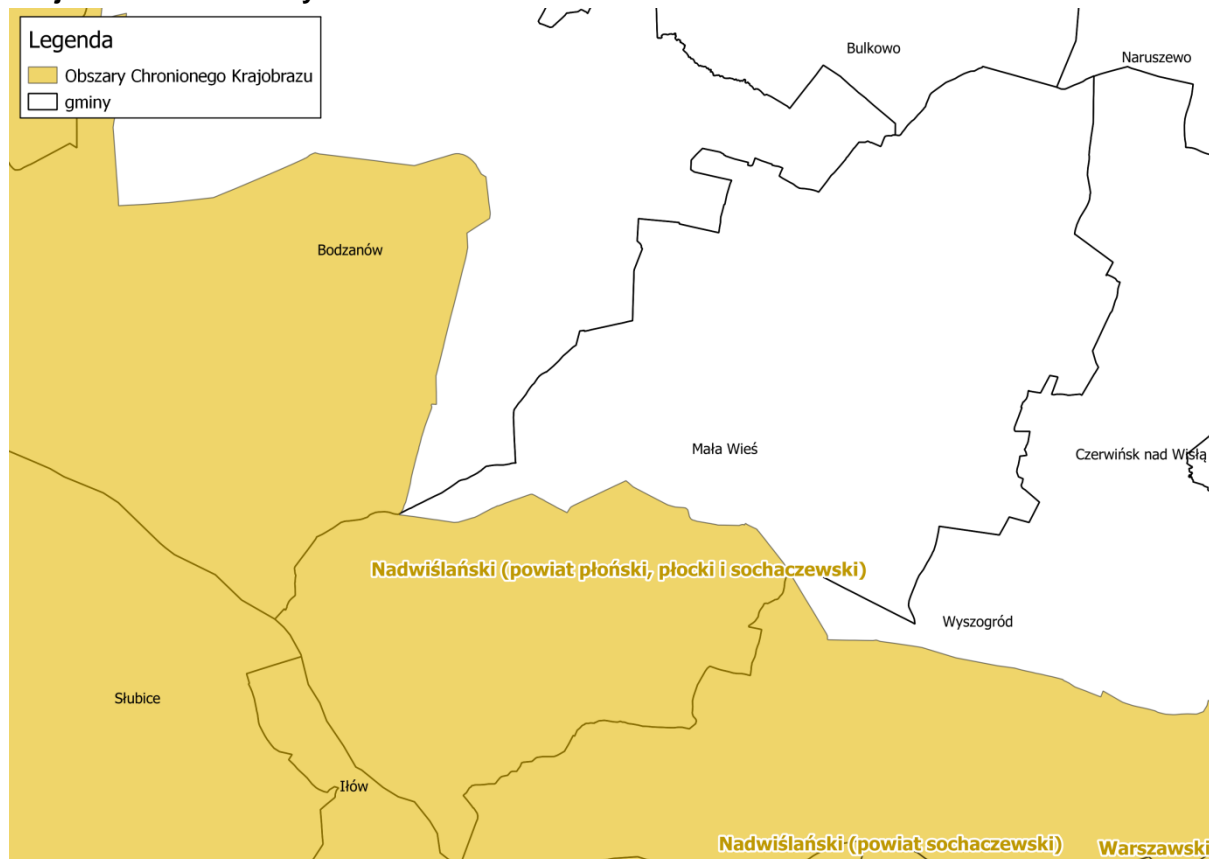 Legenda
Obszary Chronionego Krajobrazu
gminy
Bulkowo
Naruszewo
Bodzanów
Mała Wieś
Czerwińsk nad Wisłą
Nadwiślański (powiat płoński, płocki i sochaczewski)
Wyszogród
Słubice
Iłów
Nadwiślański (powiat sochaczewski)
Warszawski